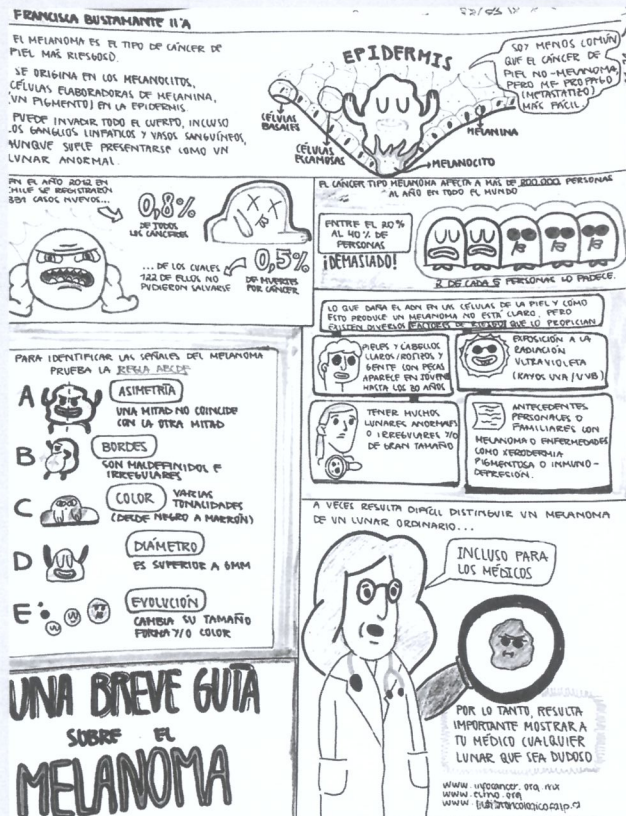 FRANCISCA BUSTAMANTE II°A
EL MELANOMA ES EL TIPO DE CÁNCER DE
PIEL MÁS RIESGOSO.
SE ORIGINA EN LOS MELANOCITOS,
CÉLULAS ELABORADORAS DE MELANINA,
(UN PIGMENTO) EN LA EPIDERMIS.
PUEDE INVADIR TODO EL CUERPO, INCLUSO
LOS GANGLIOS LINFÁTICOS Y VASOS SANGUÍNEOS,
AUNQUE SUELE PRESENTARSE COMO UN
LUNAR ANORMAL.
EPIDERMIS
CÉLULAS
BASALES
CÉLULAS
ESCAMOSAS
MELANINA
MELANOCITO
SOY MENOS COMÚN
QUE EL CÁNCER DE
PIEL NO-MELANOMA,
PERO ME PROPAGO
(METASTATIZO)
MÁS FÁCIL.
EN EL AÑO 2012 EN
CHILE SE REGISTRARON
391 CASOS NUEVOS...
0,8%
DE TODOS
LOS CÁNCERES
... DE LOS CUALES
122 DE ELLOS NO
PUDIERON SALVARSE
0,5%
DE MUERTES
POR CÁNCER
EL CÁNCER TIPO MELANOMA AFECTA A MÁS DE 200.000 PERSONAS
AL AÑO EN TODO EL MUNDO
ENTRE EL 20%
AL 40% DE
PERSONAS
¡DEMASIADO!
2 DE CADA 5 PERSONAS LO PADECE.
LO QUE DAÑA EL ADN EN LAS CÉLULAS DE LA PIEL Y CÓMO
ESTO PRODUCE UN MELANOMA NO ESTÁ CLARO, PERO
EXISTEN DIVERSOS FACTORES DE RIESGO QUE LO PROPICIAN
PIELES Y CABELLOS
CLAROS/ROJIZOS Y
GENTE CON PECAS
APARECE EN JÓVENES
HASTA LOS 30 AÑOS
EXPOSICIÓN A LA
RADIACIÓN
ULTRAVIOLETA
(RAYOS UVA/UVB)
TENER MUCHOS
LUNARES ANORMALES
O IRREGULARES Y/O
DE GRAN TAMAÑO
ANTECEDENTES
PERSONALES O
FAMILIARES CON
MELANOMA O ENFERMEDADES
COMO XERODERMIA
PIGMENTOSA O INMUNO-
DEPRESIÓN.
PARA IDENTIFICAR LAS SEÑALES DEL MELANOMA
PRUEBA LA REGLA ABCDE
A ASIMETRÍA
UNA MITAD NO COINCIDE
CON LA OTRA MITAD
B BORDES
SON MALDEFINIDOS E
IRREGULARES
C COLOR VARIAS
TONALIDADES
(DESDE NEGRO A MARRÓN)
D DIÁMETRO
ES SUPERIOR A 6MM
E EVOLUCIÓN
CAMBIA SU TAMAÑO
FORMA Y/O COLOR
UNA BREVE GUÍA
SOBRE EL
MELANOMA
A VECES RESULTA DIFÍCIL DISTINGUIR UN MELANOMA
DE UN LUNAR ORDINARIO...
INCLUSO PARA
LOS MÉDICOS
POR LO TANTO, RESULTA
IMPORTANTE MOSTRAR A
TU MÉDICO CUALQUIER
LUNAR QUE SEA DUDOSO
www.infocancer.org.mx